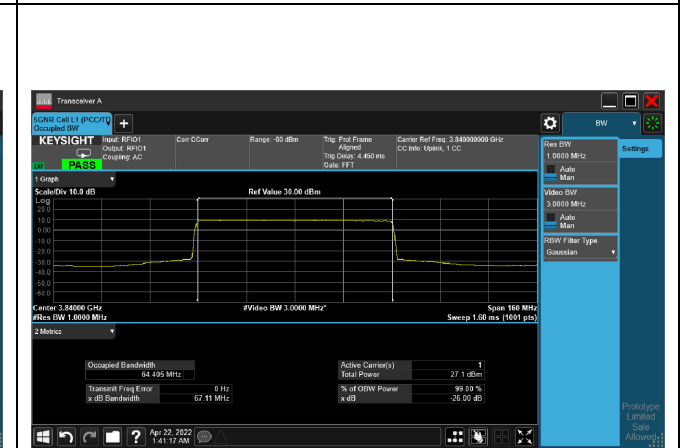 Transceiver A
5GNR Cell L1 (PCC/TD
Occupied BW
BW
KEYSIGHT
Input: RFIO1
Output: RFIO1
Coupling: AC
Corr CCorr
Range: -60 dBm
Trig: Prot Frame
Aligned
Trig Delay: 4.450 ms
Gate: FFT
Carrier Ref Freq: 3.840000000 GHz
CC Info: Uplink, 1 CC
PASS
Res BW
1.0000 MHz
Auto
Man
Video BW
3.0000 MHz
Auto
Man
RBW Filter Type
Gaussian
Settings
1 Graph
Scale/Div 10.0 dB
Ref Value 30.00 dBm
Log
20.0
10.0
0.00
-10.0
-20.0
-30.0
-40.0
-50.0
-60.0
Center 3.84000 GHz
#Video BW 3.0000 MHz*
Span 160 MHz
#Res BW 1.0000 MHz
Sweep 1.60 ms (1001 pts)
2 Metrics
Occupied Bandwidth
64.405 MHz
Active Carrier(s) 1
Total Power 27.1 dBm
Transmit Freq Error 0 Hz
x dB Bandwidth 67.11 MHz
% of OBW Power 99.00 %
x dB -26.00 dB
Prototype
Limited
Sale
Allowed
Apr 22, 2022
1:41:17 AM